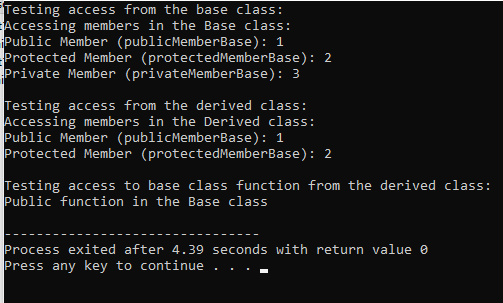 Testing access from the base class:
Accessing members in the Base class:
Public Member (publicMemberBase): 1
Protected Member (protectedMemberBase): 2
Private Member (privateMemberBase): 3
Testing access from the derived class:
Accessing members in the Derived class:
Public Member (publicMemberBase): 1
Protected Member (protectedMemberBase): 2
Testing access to base class function from the derived class:
Public function in the Base class
--------------------------------
Process exited after 4.39 seconds with return value 0
Press any key to continue . . .